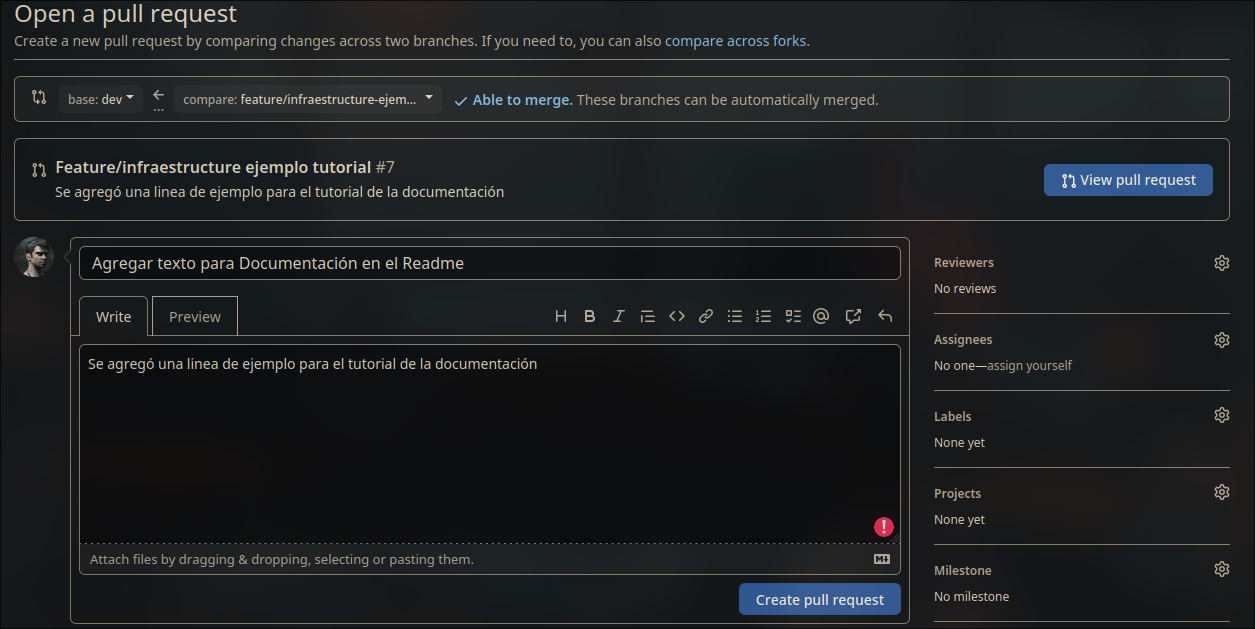 Open a pull request
Create a new pull request by comparing changes across two branches. If you need to, you can also compare across forks.
base: dev
...
compare: feature/infraestructure-ejem...
Able to merge. These branches can be automatically merged.
Feature/infraestructure ejemplo tutorial #7
Se agregó una linea de ejemplo para el tutorial de la documentación
View pull request
Agregar texto para Documentación en el Readme
Write
Preview
Se agregó una linea de ejemplo para el tutorial de la documentación
Attach files by dragging & dropping, selecting or pasting them.
Create pull request
Reviewers
No reviews
Assignees
No one—assign yourself
Labels
None yet
Projects
None yet
Milestone
No milestone